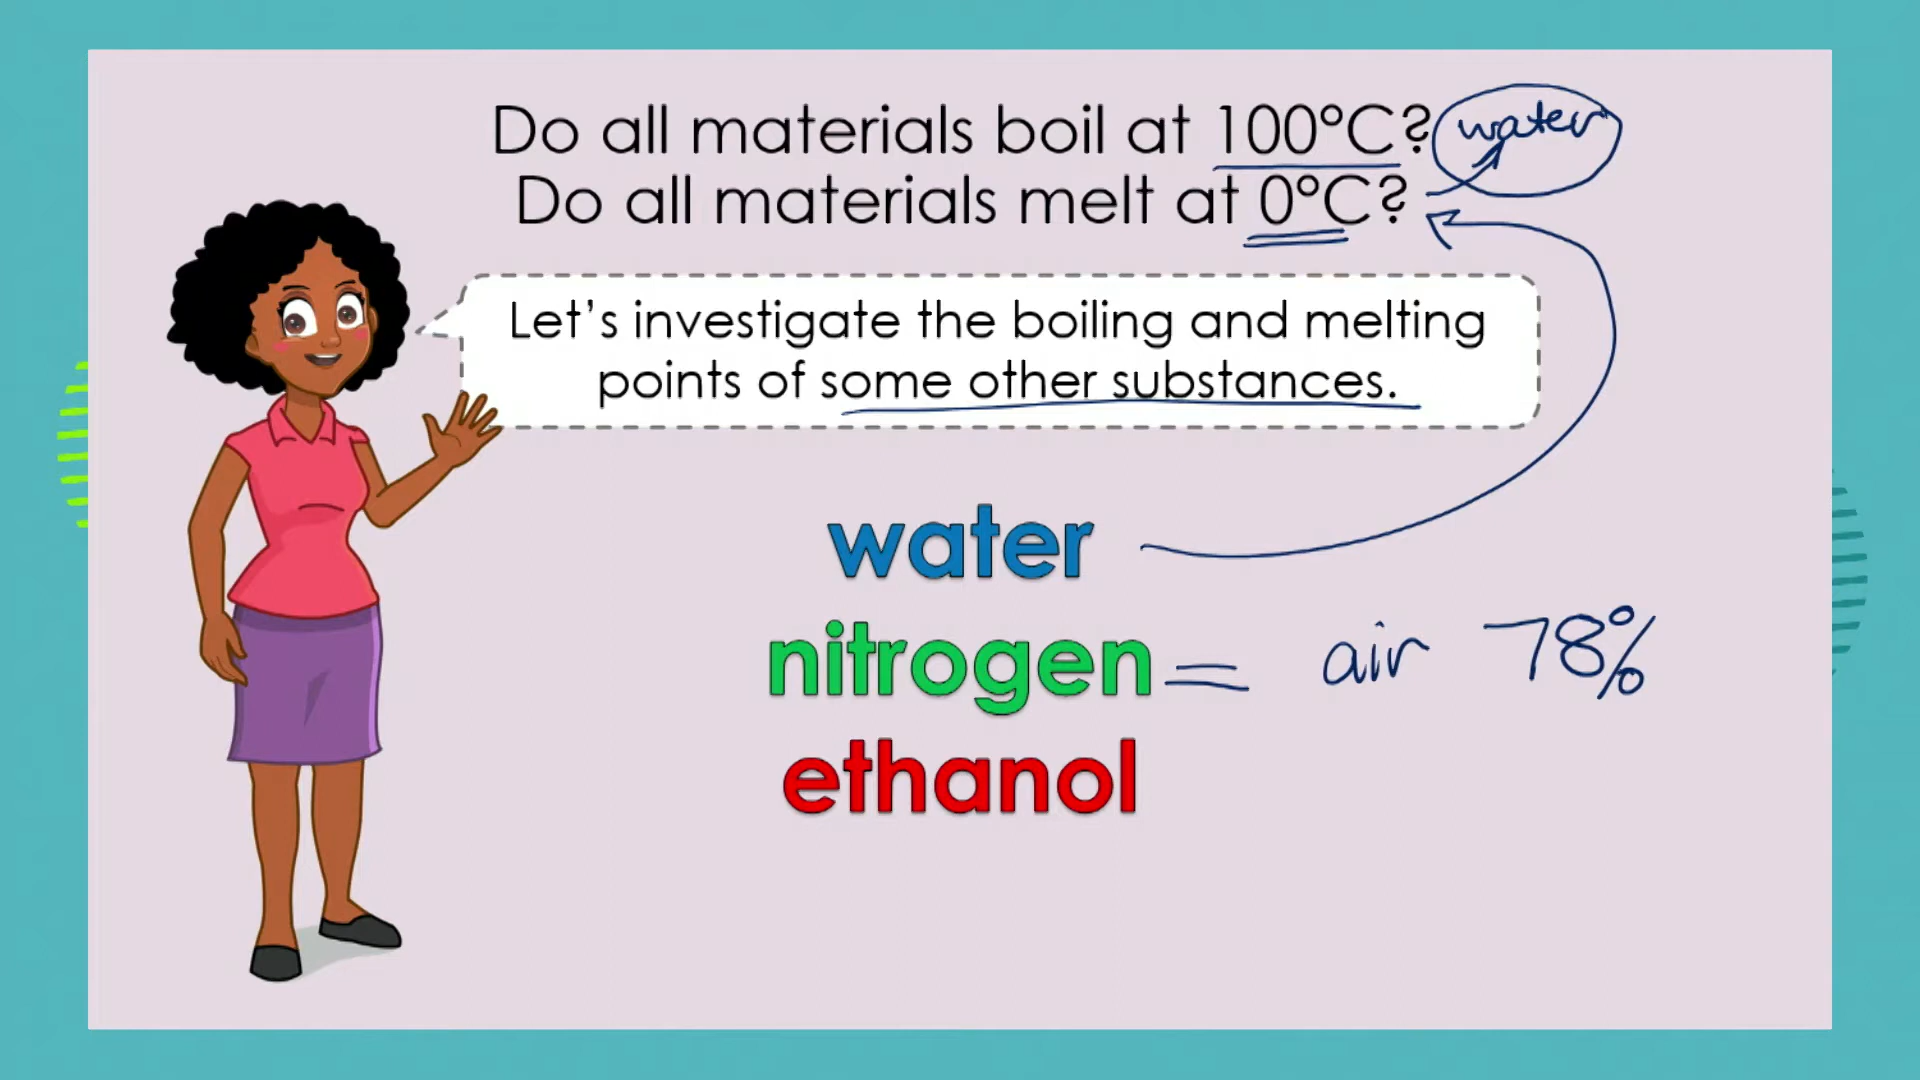 Do all materials boil at 100°C? water
Do all materials melt at 0°C?
Let’s investigate the boiling and melting
points of some other substances.
water
nitrogen = air 78%
ethanol